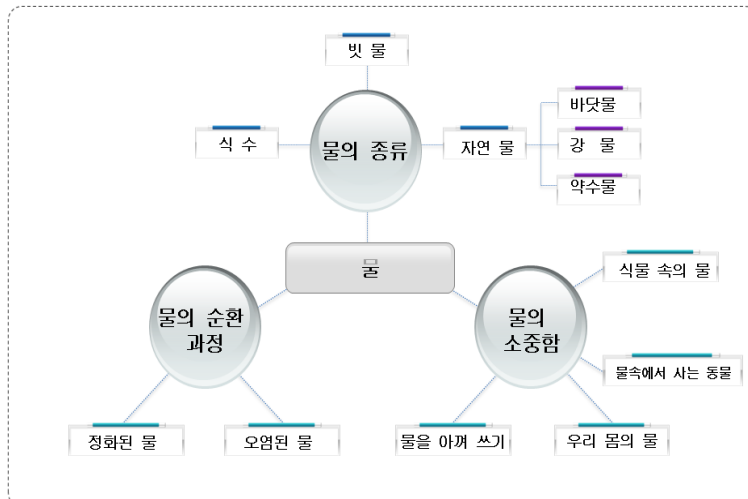 빗 물
식 수
물의 종류
자연 물
바닷물
강 물
약수물
물
물의 순환
과정
정화된 물
오염된 물
물의
소중함
식물 속의 물
물속에서 사는 동물
물을 아껴 쓰기
우리 몸의 물